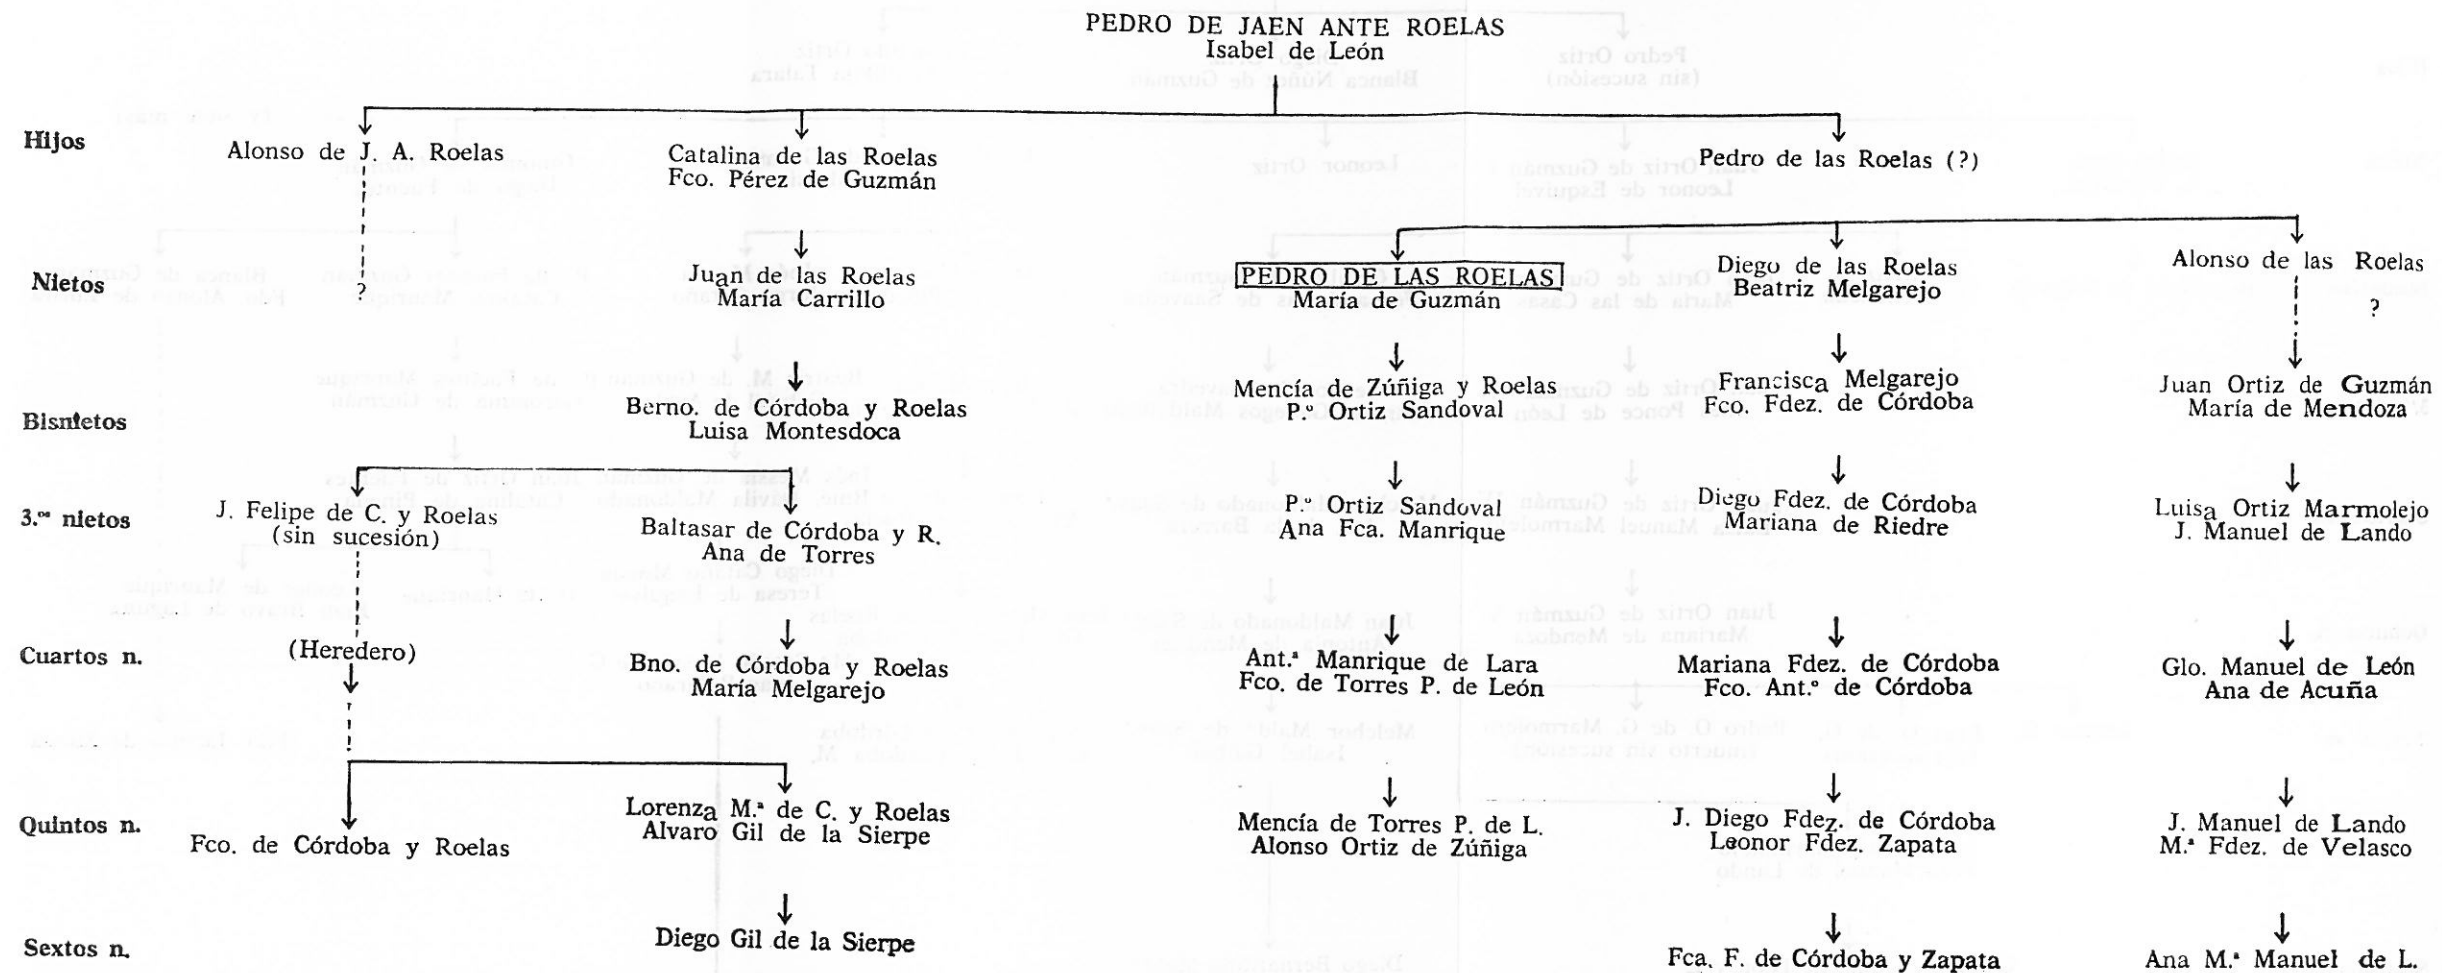 PEDRO DE JAEN ANTE ROELAS
Isabel de León
Hijos
Alonso de J. A. Roelas
Catalina de las Roelas
Fco. Pérez de Guzmán
Pedro de las Roelas (?)
Nietos
?
Juan de las Roelas
María Carrillo
PEDRO DE LAS ROELAS
María de Guzmán
Diego de las Roelas
Beatriz Melgarejo
Alonso de las Roelas
?
Bisnietos
Berno. de Córdoba y Roelas
Luisa Montesdoca
Mencía de Zúñiga y Roelas
P.º Ortiz Sandoval
Francisca Melgarejo
Fco. Fdez. de Córdoba
Juan Ortiz de Guzmán
María de Mendoza
3.ºˢ nietos
J. Felipe de C. y Roelas
(sin sucesión)
Baltasar de Córdoba y R.
Ana de Torres
P.º Ortiz Sandoval
Ana Fca. Manrique
Diego Fdez. de Córdoba
Mariana de Riedre
Luisa Ortiz Marmolejo
J. Manuel de Lando
Cuartos n.
(Heredero)
Bno. de Córdoba y Roelas
María Melgarejo
Ant.ª Manrique de Lara
Fco. de Torres P. de León
Mariana Fdez. de Córdoba
Fco. Ant.º de Córdoba
Glo. Manuel de León
Ana de Acuña
Quintos n.
Fco. de Córdoba y Roelas
Lorenza M.ª de C. y Roelas
Alvaro Gil de la Sierpe
Mencía de Torres P. de L.
Alonso Ortiz de Zúñiga
J. Diego Fdez. de Córdoba
Leonor Fdez. Zapata
J. Manuel de Lando
M.ª Fdez. de Velasco
Sextos n.
Diego Gil de la Sierpe
Fca. F. de Córdoba y Zapata
Ana M.ª Manuel de L.